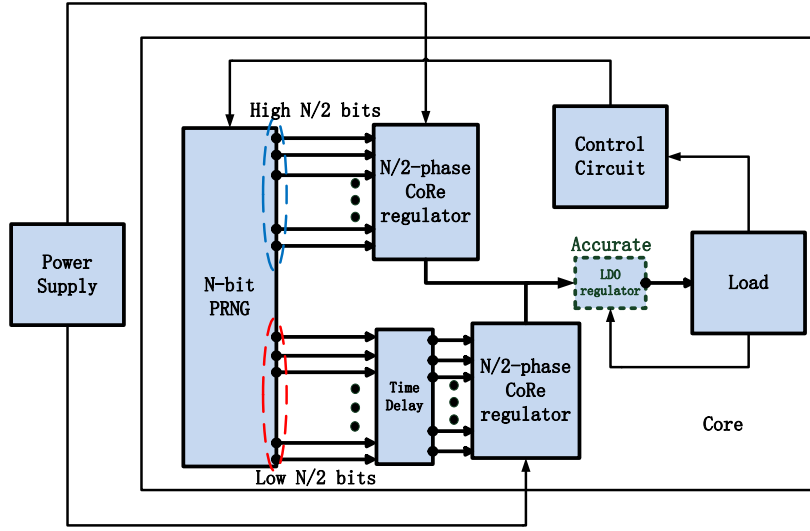 High N/2 bits
N/2-phase
CoRe
regulator
Control
Circuit
Power
Supply
N-bit
PRNG
Accurate
LDO
regulator
Load
Time
Delay
N/2-phase
CoRe
regulator
Core
Low N/2 bits